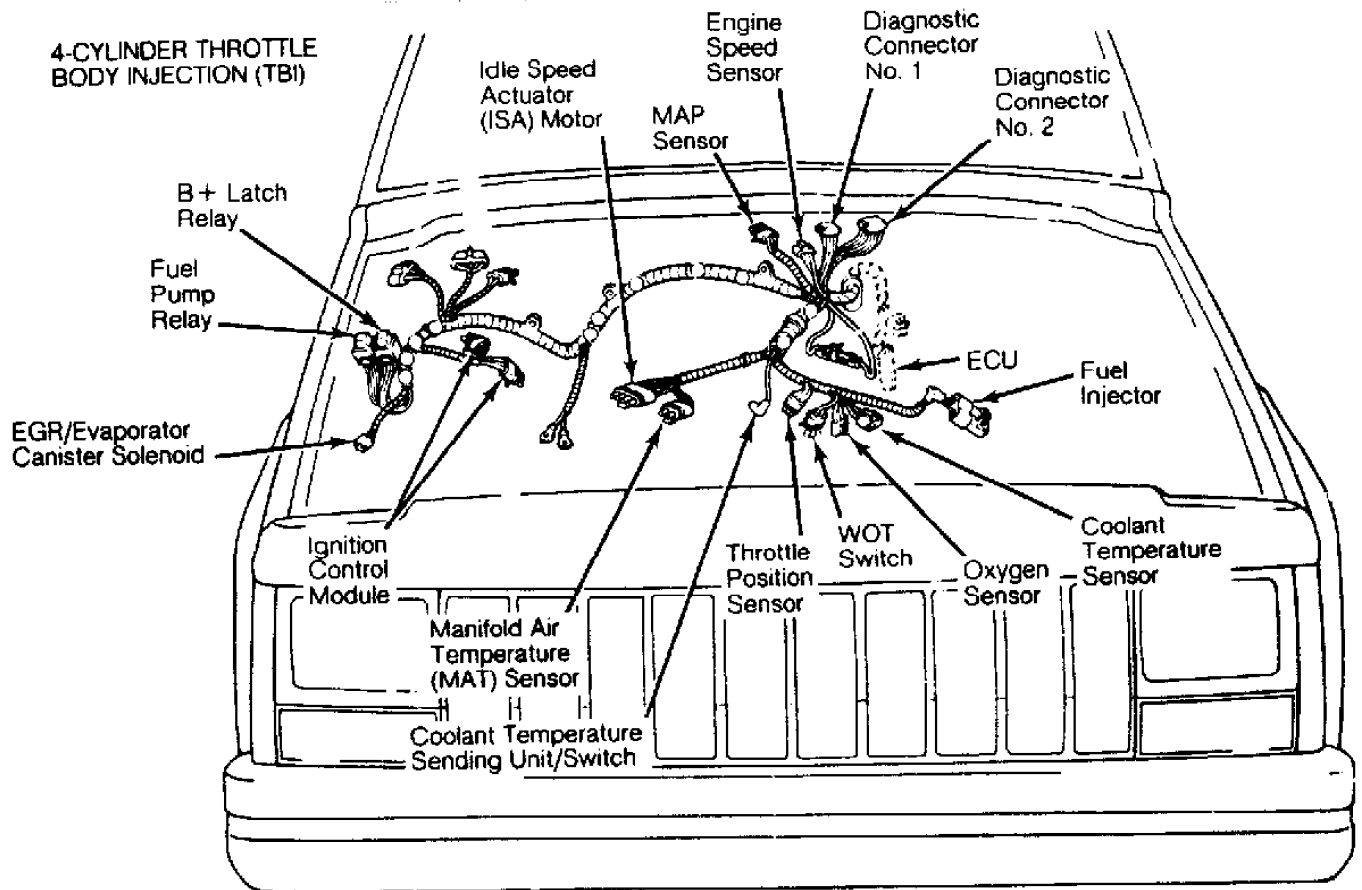 4-CYLINDER THROTTLE
BODY INJECTION (TBI)
Idle Speed
Actuator
(ISA) Motor
MAP
Sensor
Engine
Speed
Sensor
Diagnostic
Connector
No. 1
Diagnostic
Connector
No. 2
B+ Latch
Relay
Fuel
Pump
Relay
EGR/Evaporator
Canister Solenoid
ECU
Fuel
Injector
Ignition
Control
Module
Manifold Air
Temperature
(MAT) Sensor
Coolant Temperature
Sending Unit/Switch
Throttle
Position
Sensor
WOT
Switch
Oxygen
Sensor
Coolant
Temperature
Sensor